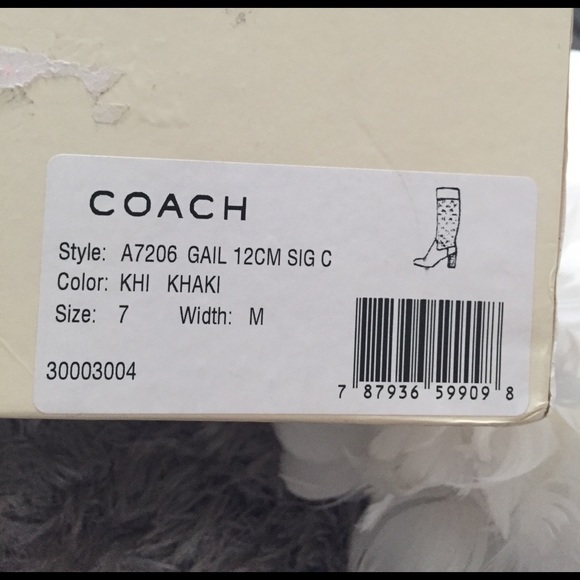 COACH
Style: A7206 GAIL 12CM SIG C
Color: KHI KHAKI
Size: 7 Width: M
30003004
7 87936 59909 8